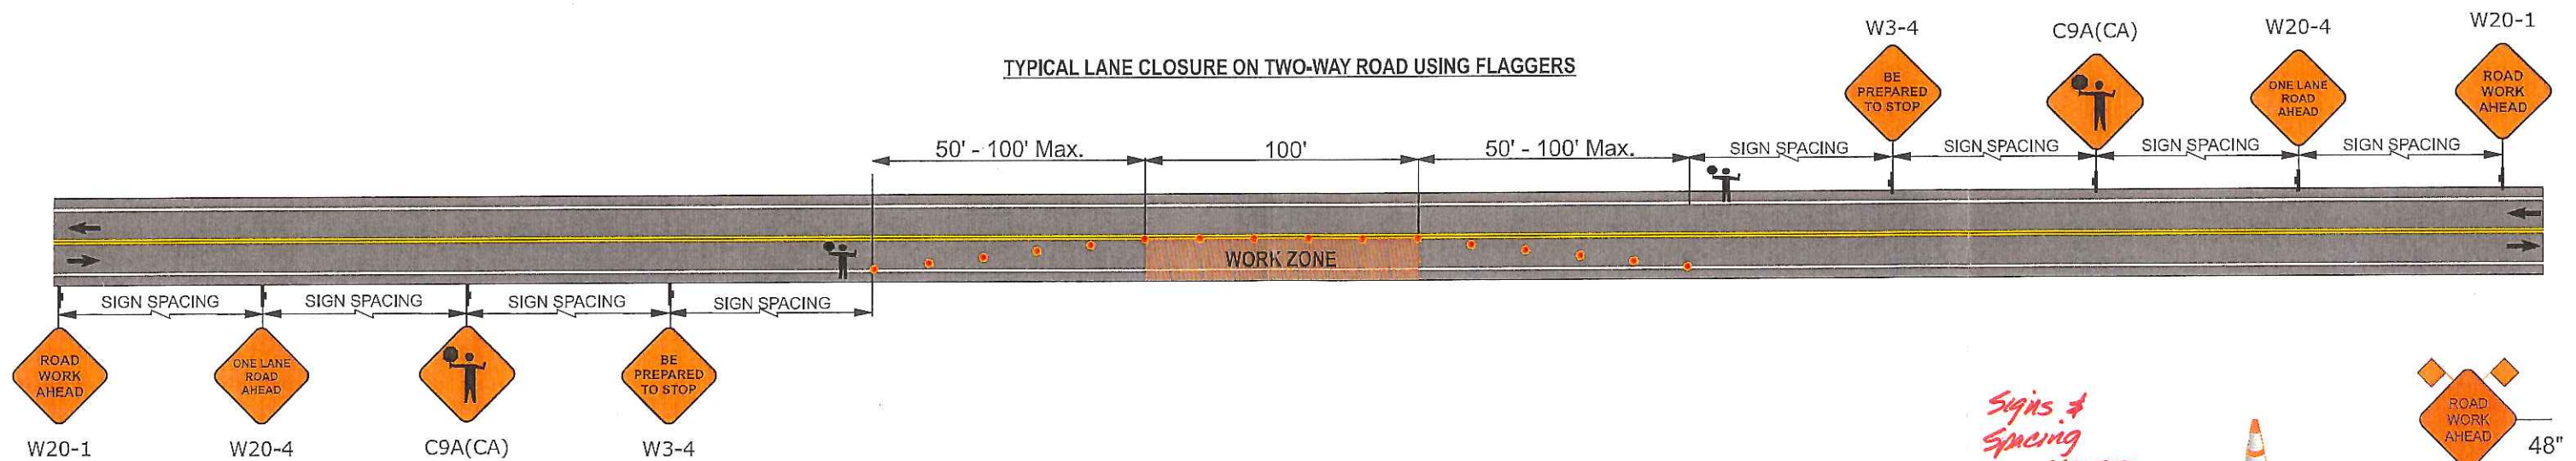 TYPICAL LANE CLOSURE ON TWO-WAY ROAD USING FLAGGERS
W3-4
C9A(CA)
W20-4
W20-1
BE
PREPARED
TO STOP
ONE LANE
ROAD
AHEAD
ROAD
WORK
AHEAD
50' - 100' Max.
100'
50' - 100' Max.
SIGN SPACING
SIGN SPACING
SIGN SPACING
SIGN SPACING
WORK ZONE
SIGN SPACING
SIGN SPACING
SIGN SPACING
SIGN SPACING
ROAD
WORK
AHEAD
ONE LANE
ROAD
AHEAD
BE
PREPARED
TO STOP
W20-1
W20-4
C9A(CA)
W3-4
Signs &
Spacing
ROAD
WORK
AHEAD
48"